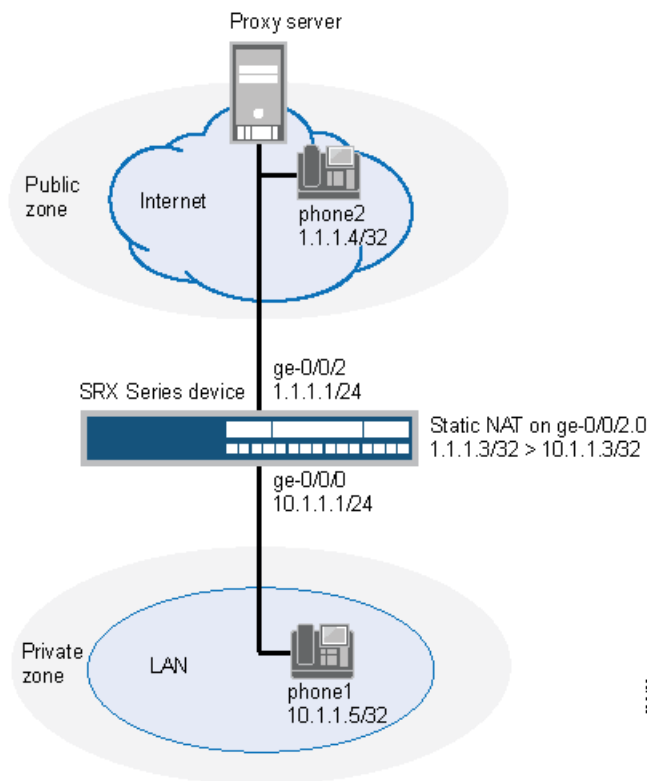 Proxy server
Public
zone
Internet
phone2
1.1.1.4/32
ge-0/0/2
1.1.1.1/24
SRX Series device
Static NAT on ge-0/0/2.0
1.1.1.3/32 > 10.1.1.3/32
ge-0/0/0
10.1.1.1/24
Private
zone
LAN
phone1
10.1.1.5/32